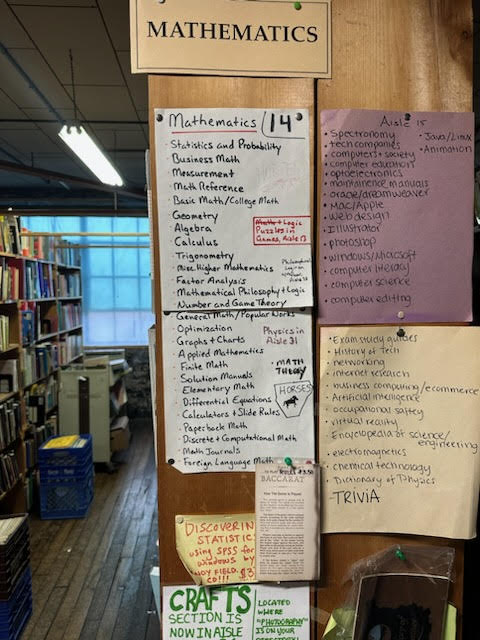 MATHEMATICS
Mathematics 14
· Statistics and Probability
· Business Math
· Measurement
· Math Reference
· Basic Math/College Math
· Geometry
· Algebra
· Calculus
· Trigonometry
· Misc. Higher Mathematics
· Factor Analysis
· Mathematical Philosophy + Logic
· Number and Game Theory
Math + Logic
Puzzles in
Games, Aisle 13
· General Math/Popular Works
· Optimization
· Graphs + Charts
· Applied Mathematics
· Finite Math
· Solution Manuals
· Elementary Math
· Differential Equations
· Calculators + Slide Rules
· Paperback Math
· Discrete + Computational Math
· Math Journals
· Foreign Language Math
Physics in
Aisle 31
· MATH
THEORY
HORSES
Aisle 15
• Spectronomy
• tech companies
• computers + society
• computer education
• optoelectronics
• maintinence manuals
• oracle/dreamweaver
• Mac/Apple
• web design
• Illustrator
• photoshop
• windows/Macsoft
• computer literacy
• computer science
• computer editing
• Java/Linux
• Animation
• Exam study guides
• History of Tech
• networking
• internet research
• business computing/ecommerce
• Artificial inteligence
• occupational saftey
• virtual reality
• Encyclopedia of science/
engineering
• electromagnetics
• chemical technology
• Dictionary of Physics
• TRIVIA
BACCARAT
DISCOVERIN
STATISTIC
using SPSS for
windows by
NDY FIELD
CD!!! $3
CRAFTS
SECTION IS
NOW IN AISLE
LOCATED
WHERE
"PHOTOGRAPHY"
IS ON YOUR